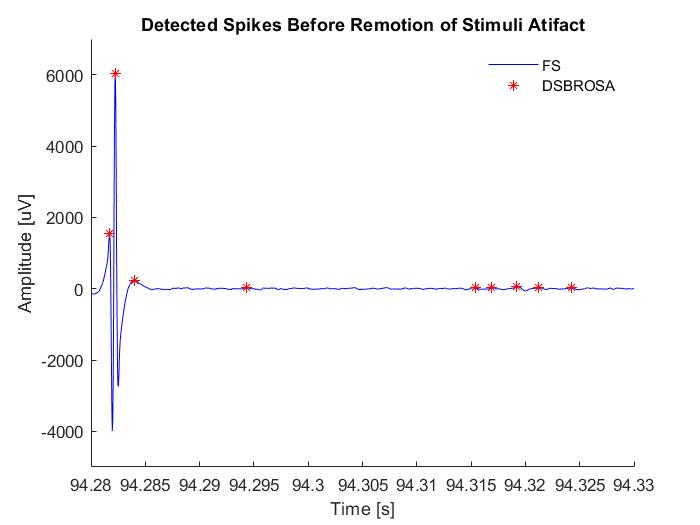 Detected Spikes Before Remotion of Stimuli Atifact
FS
DSBROSA
6000
4000
2000
0
-2000
-4000
Amplitude [uV]
94.28 94.285 94.29 94.295 94.3 94.305 94.31 94.315 94.32 94.325 94.33
Time [s]